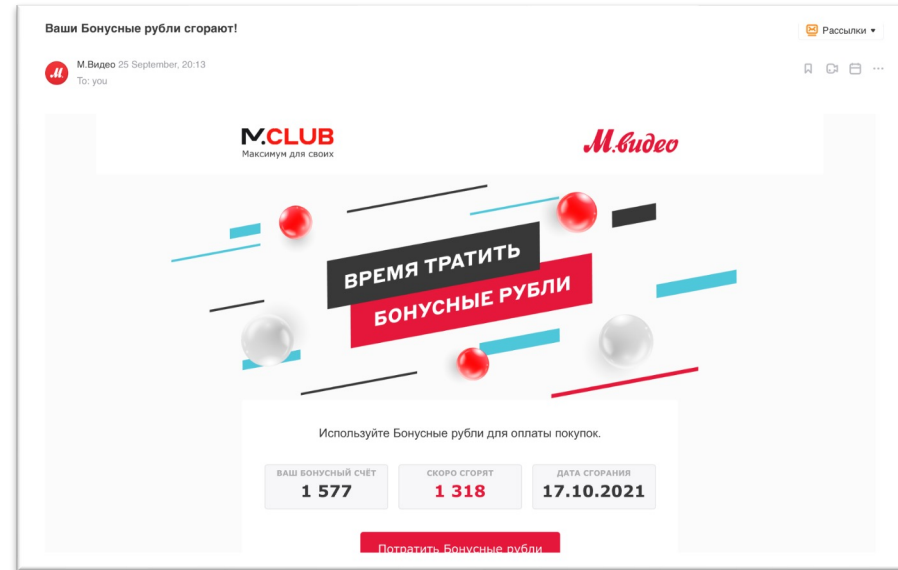 Ваши Бонусные рубли сгорают!
Рассылки
М.Видео 25 September, 20:13
To: you
M.CLUB
Максимум для своих
М.видео
ВРЕМЯ ТРАТИТЬ
БОНУСНЫЕ РУБЛИ
Используйте Бонусные рубли для оплаты покупок.
ВАШ БОНУСНЫЙ СЧЁТ
1 577
СКОРО СГОРЯТ
1 318
ДАТА СГОРАНИЯ
17.10.2021
Потратить Бонусные рубли